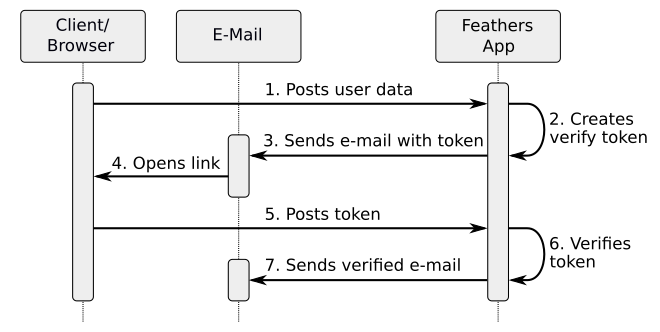 Client/
Browser
E-Mail
Feathers
App
1. Posts user data
2. Creates
verify token
3. Sends e-mail with token
4. Opens link
5. Posts token
6. Verifies
token
7. Sends verified e-mail